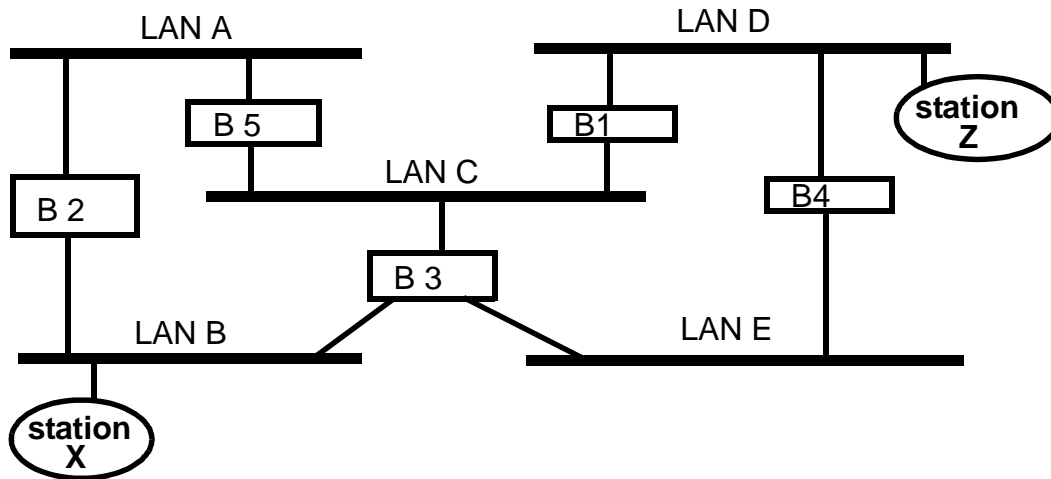 LAN A
LAN D
B 5
B1
station
Z
LAN C
B 2
B4
B 3
LAN B
LAN E
station
X